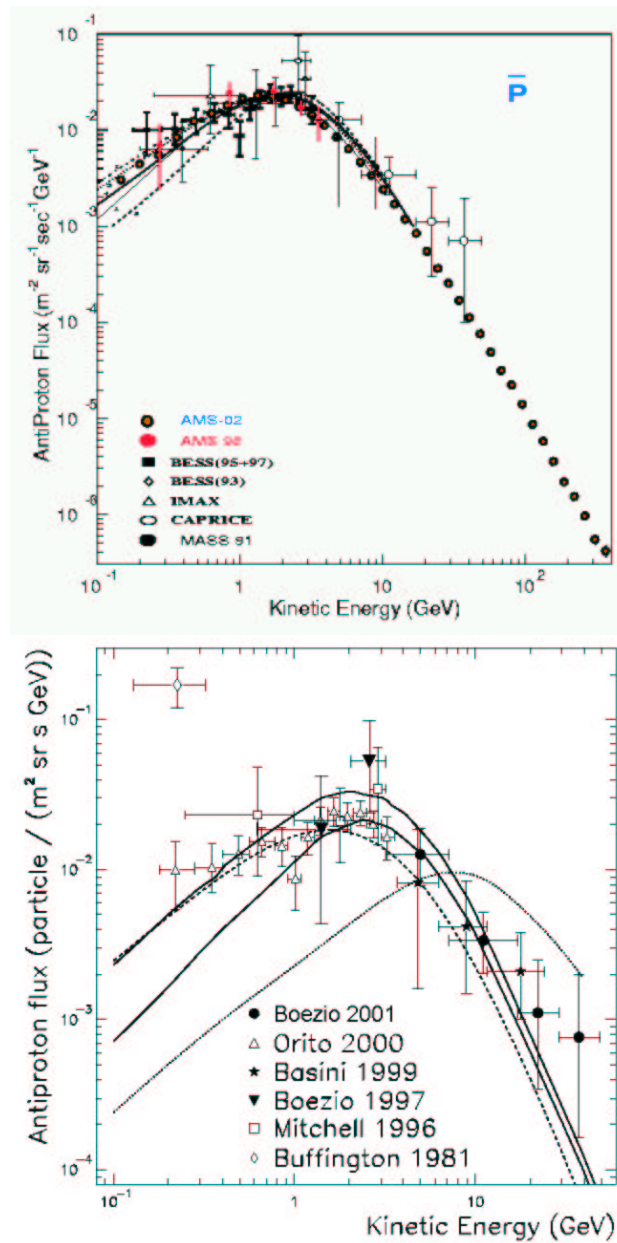 10⁻¹
10⁻²
10⁻³
10⁻⁴
10⁻⁵
10⁻⁶
AntiProton Flux (m⁻² sr⁻¹ sec⁻¹ GeV⁻¹)
P̅
AMS-02
AMS-98
BESS(95+97)
BESS(93)
IMAX
CAPRICE
MASS 91
10⁻¹ 1 10 10²
Kinetic Energy (GeV)
Antiproton flux (particle / (m² sr s GeV))
10⁻¹
10⁻²
10⁻³
10⁻⁴
Boezio 2001
Orito 2000
Basini 1999
Boezio 1997
Mitchell 1996
Buffington 1981
10⁻¹ 1 10
Kinetic Energy (GeV)